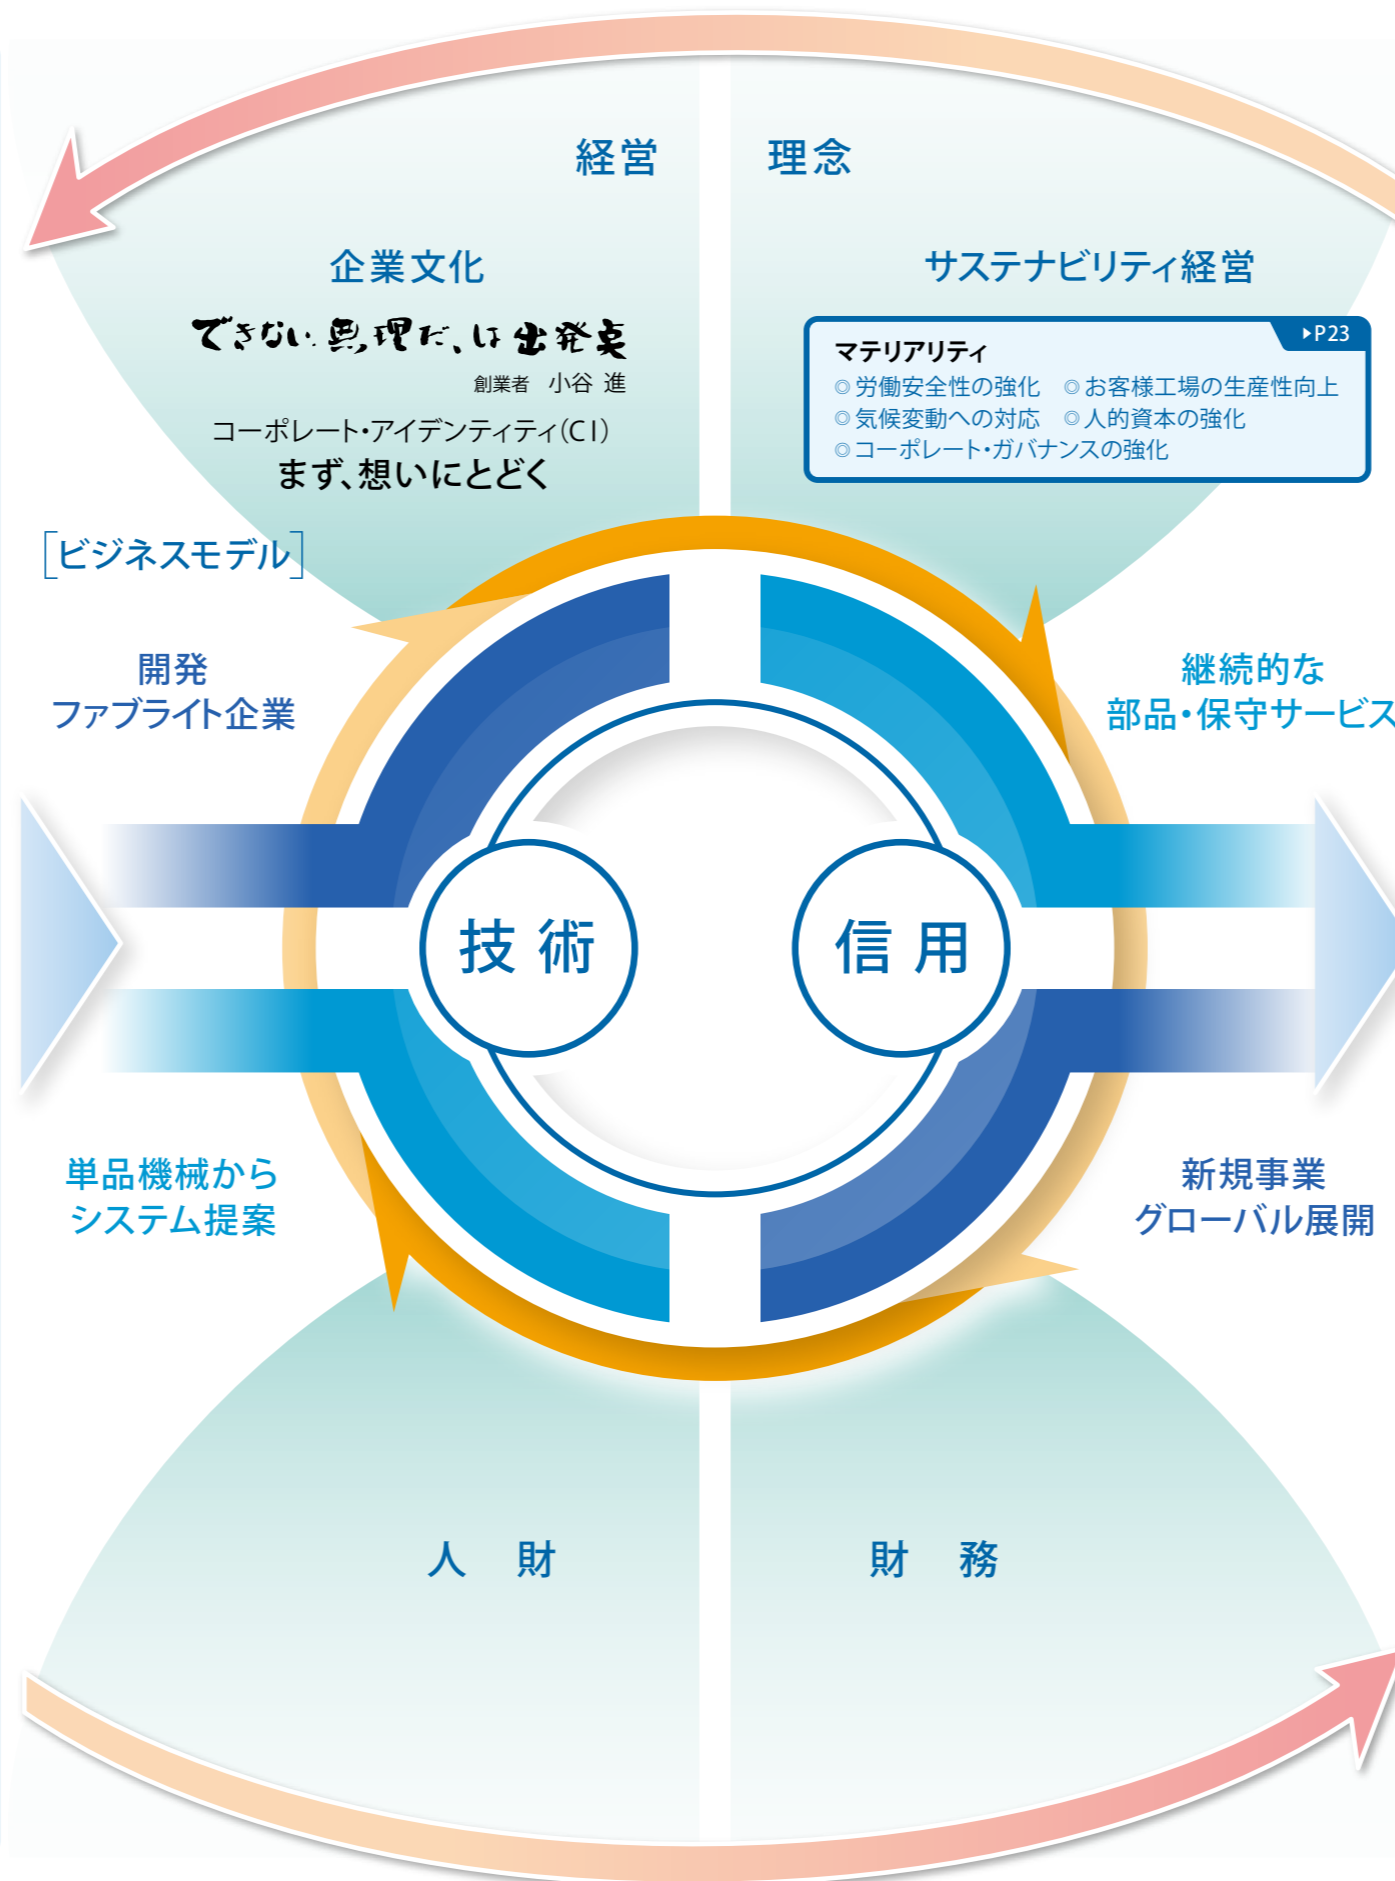 経営 理念
企業文化
できない.無理だ、は出発点
創業者 小谷 進
コーポレート・アイデンティティ(CI)
まず、想いにとどく
サステナビリティ経営
▶P23
マテリアリティ
◎労働安全性の強化 ◎お客様工場の生産性向上
◎気候変動への対応 ◎人的資本の強化
◎コーポレート・ガバナンスの強化
[ビジネスモデル]
開発
ファブライト企業
継続的な
部品・保守サービス
技術
信用
単品機械から
システム提案
新規事業
グローバル展開
人財
財務